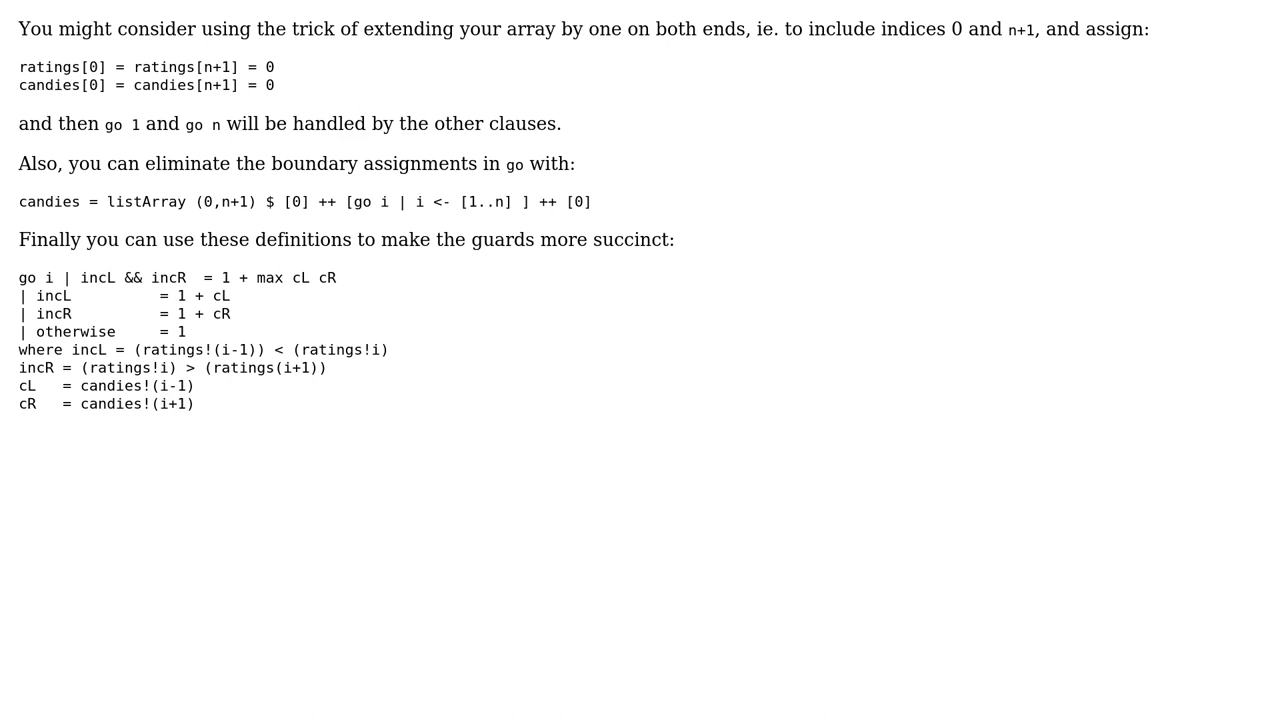 You might consider using the trick of extending your array by one on both ends, ie. to include indices 0 and n+1, and assign:
ratings[0] = ratings[n+1] = 0
candies[0] = candies[n+1] = 0
and then go 1 and go n will be handled by the other clauses.
Also, you can eliminate the boundary assignments in go with:
candies = listArray (0,n+1) $ [0] ++ [go i | i <- [1..n] ] ++ [0]
Finally you can use these definitions to make the guards more succinct:
go i | incL && incR  = 1 + max cL cR
| incL          = 1 + cL
| incR          = 1 + cR
| otherwise     = 1
where incL = (ratings!(i-1)) < (ratings!i)
incR = (ratings!i) > (ratings(i+1))
cL   = candies!(i-1)
cR   = candies!(i+1)